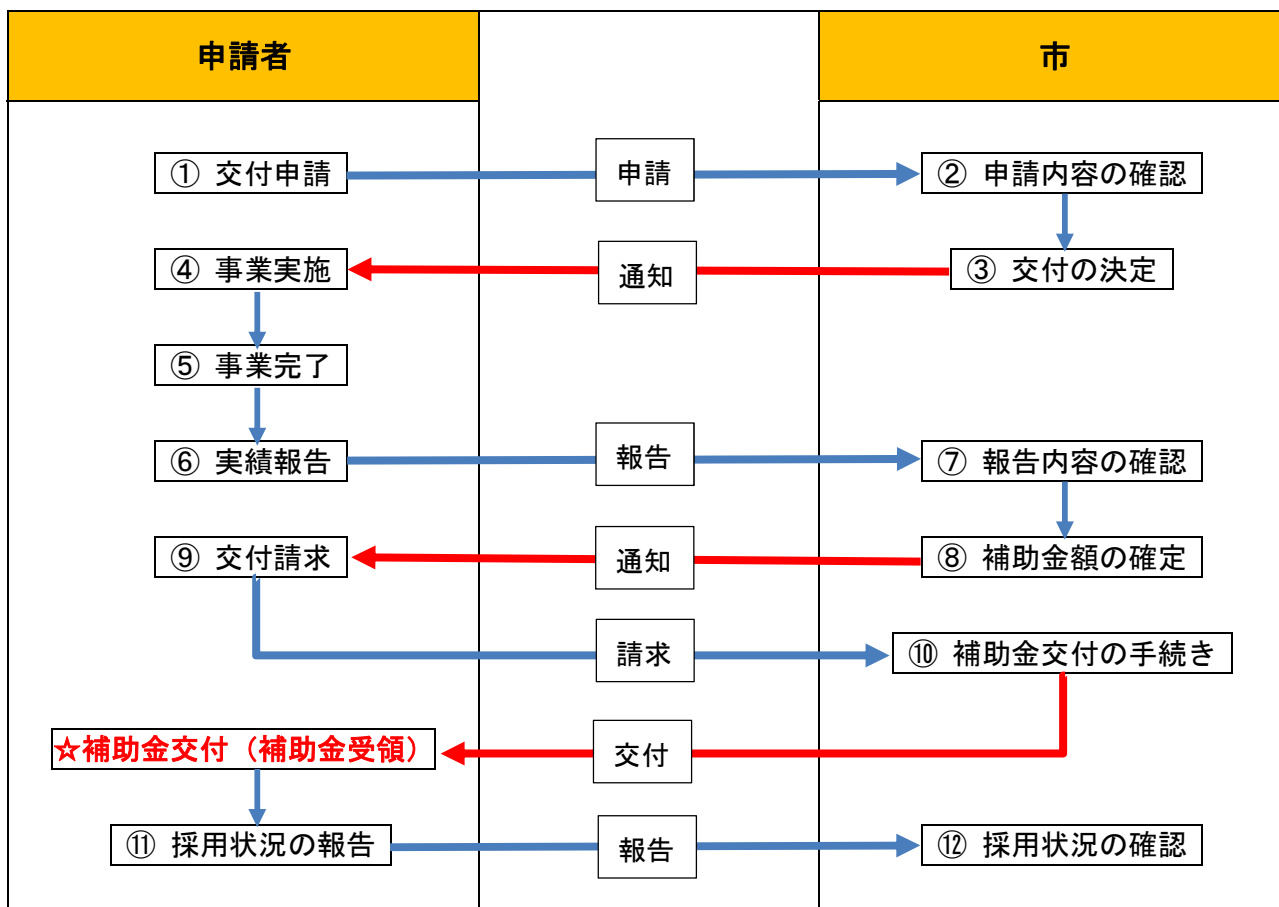 申請者
市
① 交付申請
申請
② 申請内容の確認
④ 事業実施
通知
③ 交付の決定
⑤ 事業完了
⑥ 実績報告
報告
⑦ 報告内容の確認
⑨ 交付請求
通知
⑧ 補助金額の確定
請求
⑩ 補助金交付の手続き
☆補助金交付（補助金受領）
交付
⑪ 採用状況の報告
報告
⑫ 採用状況の確認